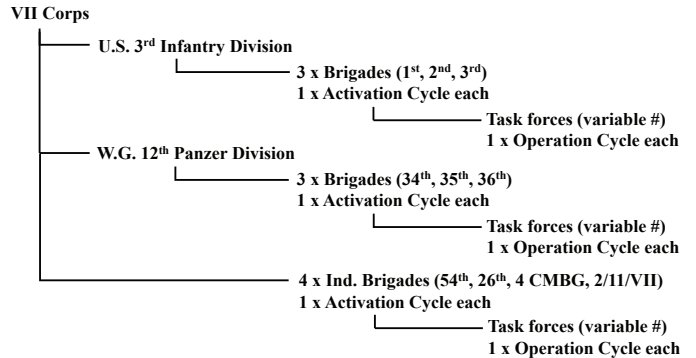 VII Corps
U.S. 3rd Infantry Division
3 x Brigades (1st, 2nd, 3rd)
1 x Activation Cycle each
Task forces (variable #)
1 x Operation Cycle each
W.G. 12th Panzer Division
3 x Brigades (34th, 35th, 36th)
1 x Activation Cycle each
Task forces (variable #)
1 x Operation Cycle each
4 x Ind. Brigades (54th, 26th, 4 CMBG, 2/11/VII)
1 x Activation Cycle each
Task forces (variable #)
1 x Operation Cycle each